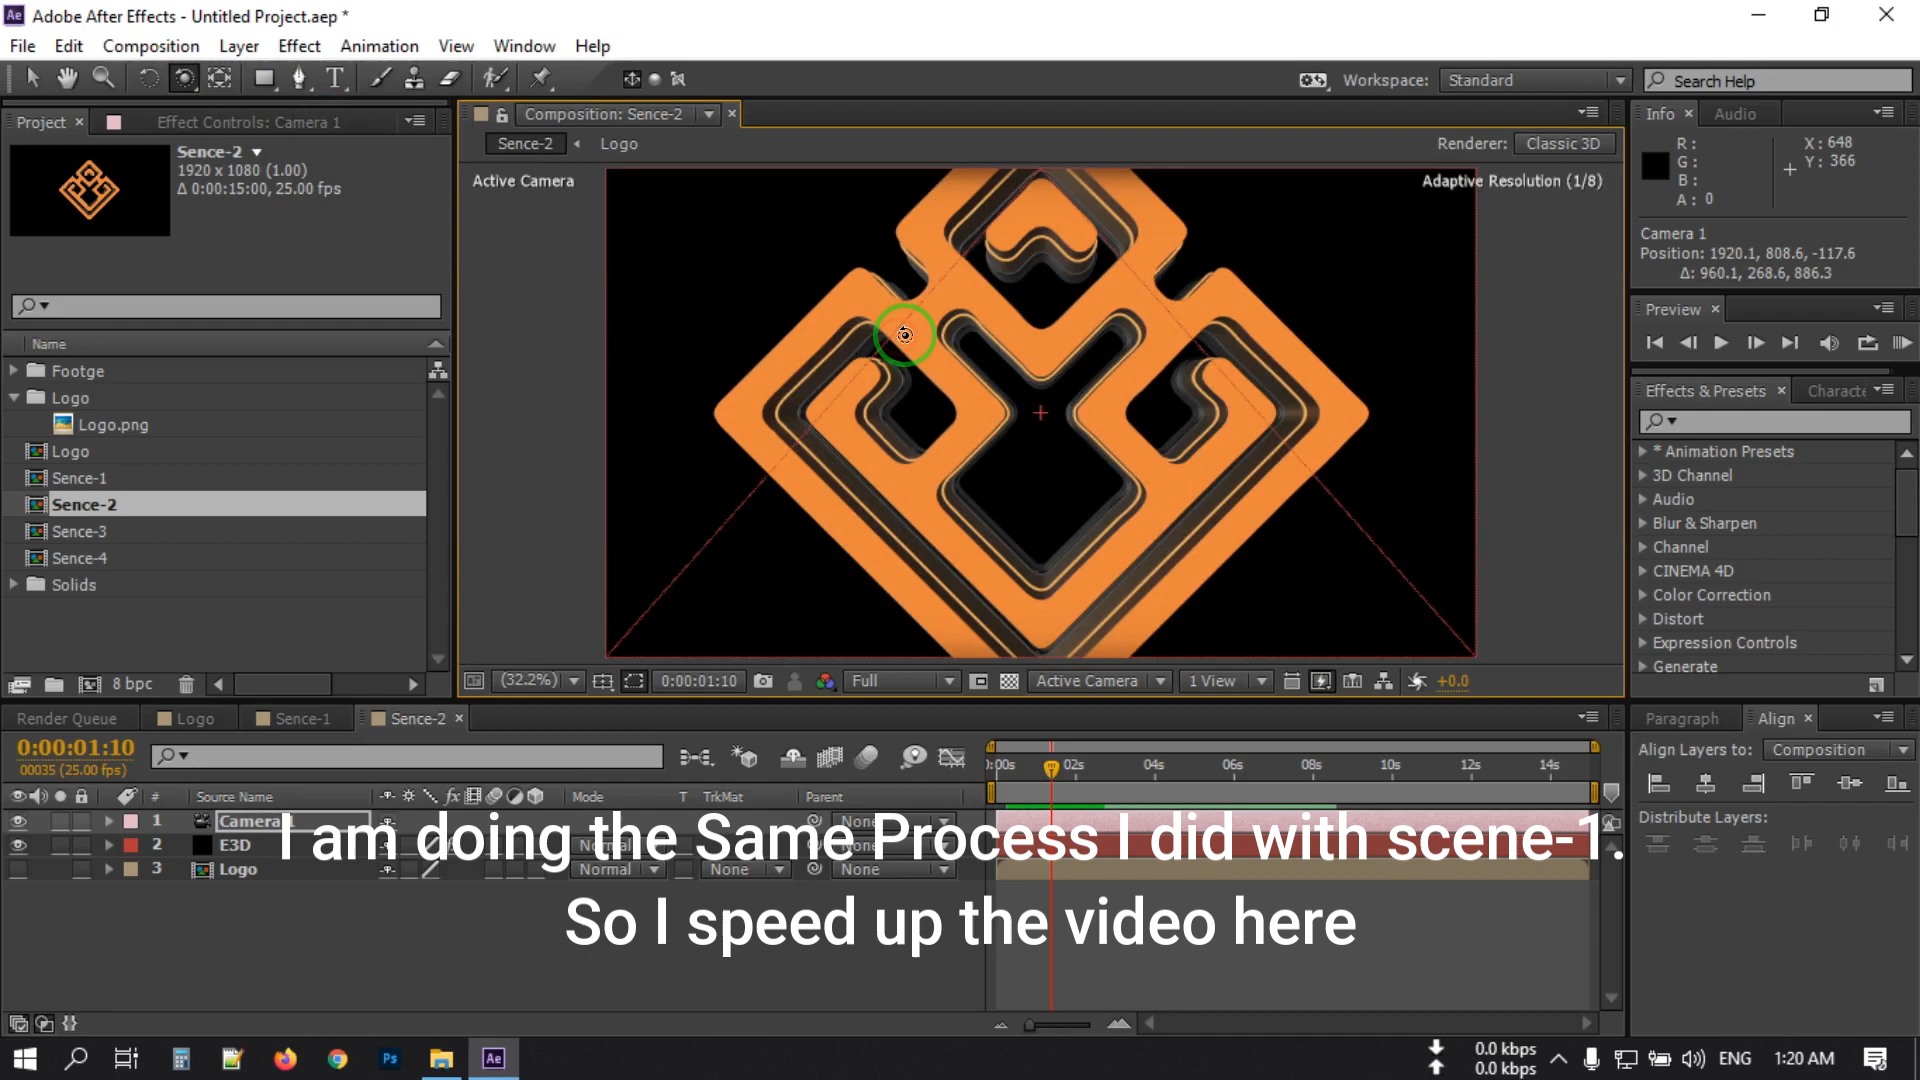 Adobe After Effects - Untitled Project.aep *
File Edit Composition Layer Effect Animation View Window Help
Workspace: Standard Search Help
Project Effect Controls: Camera 1
Sence-2
1920 x 1080 (1.00)
Δ 0:00:15:00, 25.00 fps
Name
Footge
Logo
Logo.png
Logo
Sence-1
Sence-2
Sence-3
Sence-4
Solids
8 bpc
Composition: Sence-2
Sence-2 Logo Renderer: Classic 3D
Active Camera Adaptive Resolution (1/8)
(32.2%) 0:00:01:10 Full Active Camera 1 View +0.0
Info Audio
R: X: 648
G: Y: 366
B:
A: 0
Camera 1
Position: 1920.1, 808.6, -117.6
Δ: 960.1, 268.6, 886.3
Preview
Effects & Presets Characte
* Animation Presets
3D Channel
Audio
Blur & Sharpen
Channel
CINEMA 4D
Color Correction
Distort
Expression Controls
Generate
Render Queue Logo Sence-1 Sence-2
0:00:01:10
00035 (25.00 fps)
):00s 02s 04s 06s 08s 10s 12s 14s
# Source Name fx Mode T TrkMat Parent
1 Camera None
2 E3D
3 Logo Normal None None
I am doing the Same Process I did with scene-1.
So I speed up the video here
Paragraph Align
Align Layers to: Composition
Distribute Layers:
Ps Ae
0.0 kbps
0.0 kbps
ENG 1:20 AM